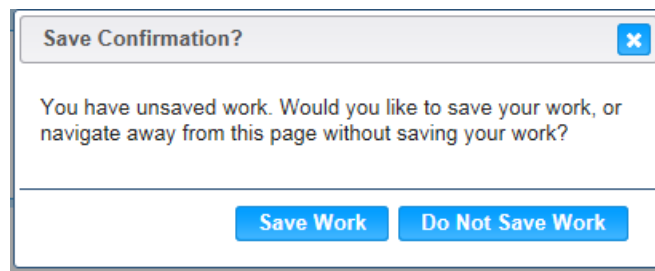 Save Confirmation?
You have unsaved work. Would you like to save your work, or
navigate away from this page without saving your work?
Save Work Do Not Save Work